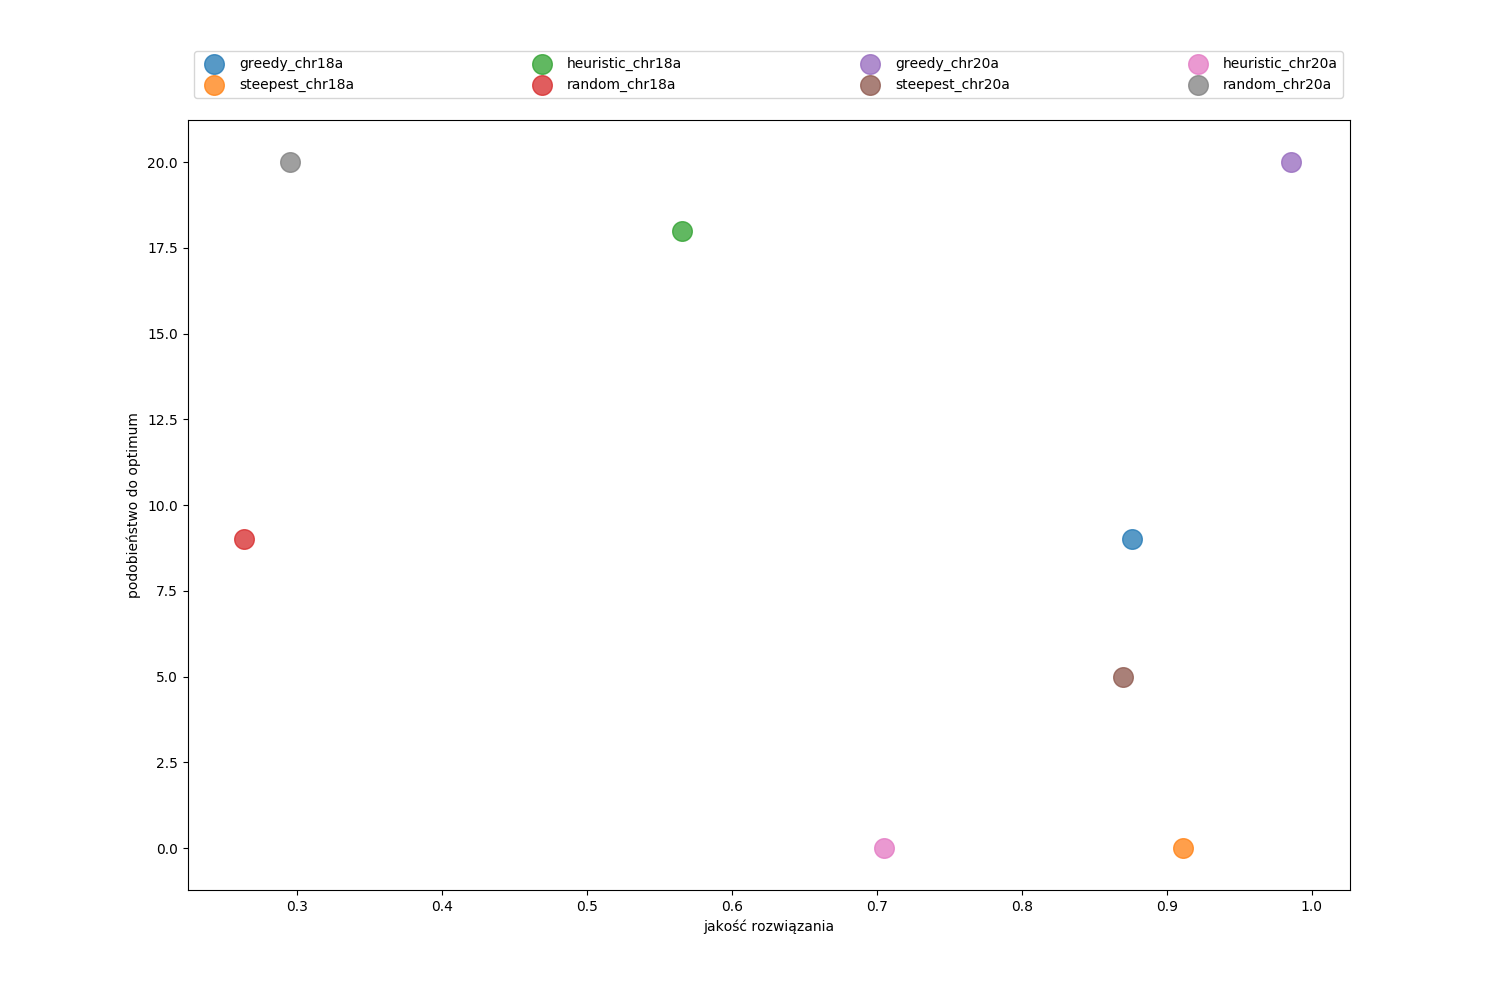 greedy_chr18a heuristic_chr18a greedy_chr20a heuristic_chr20a
steepest_chr18a random_chr18a steepest_chr20a random_chr20a
20.0
17.5
15.0
12.5
10.0
7.5
5.0
2.5
0.0
podobieństwo do optimum
0.3 0.4 0.5 0.6 0.7 0.8 0.9 1.0
jakość rozwiązania